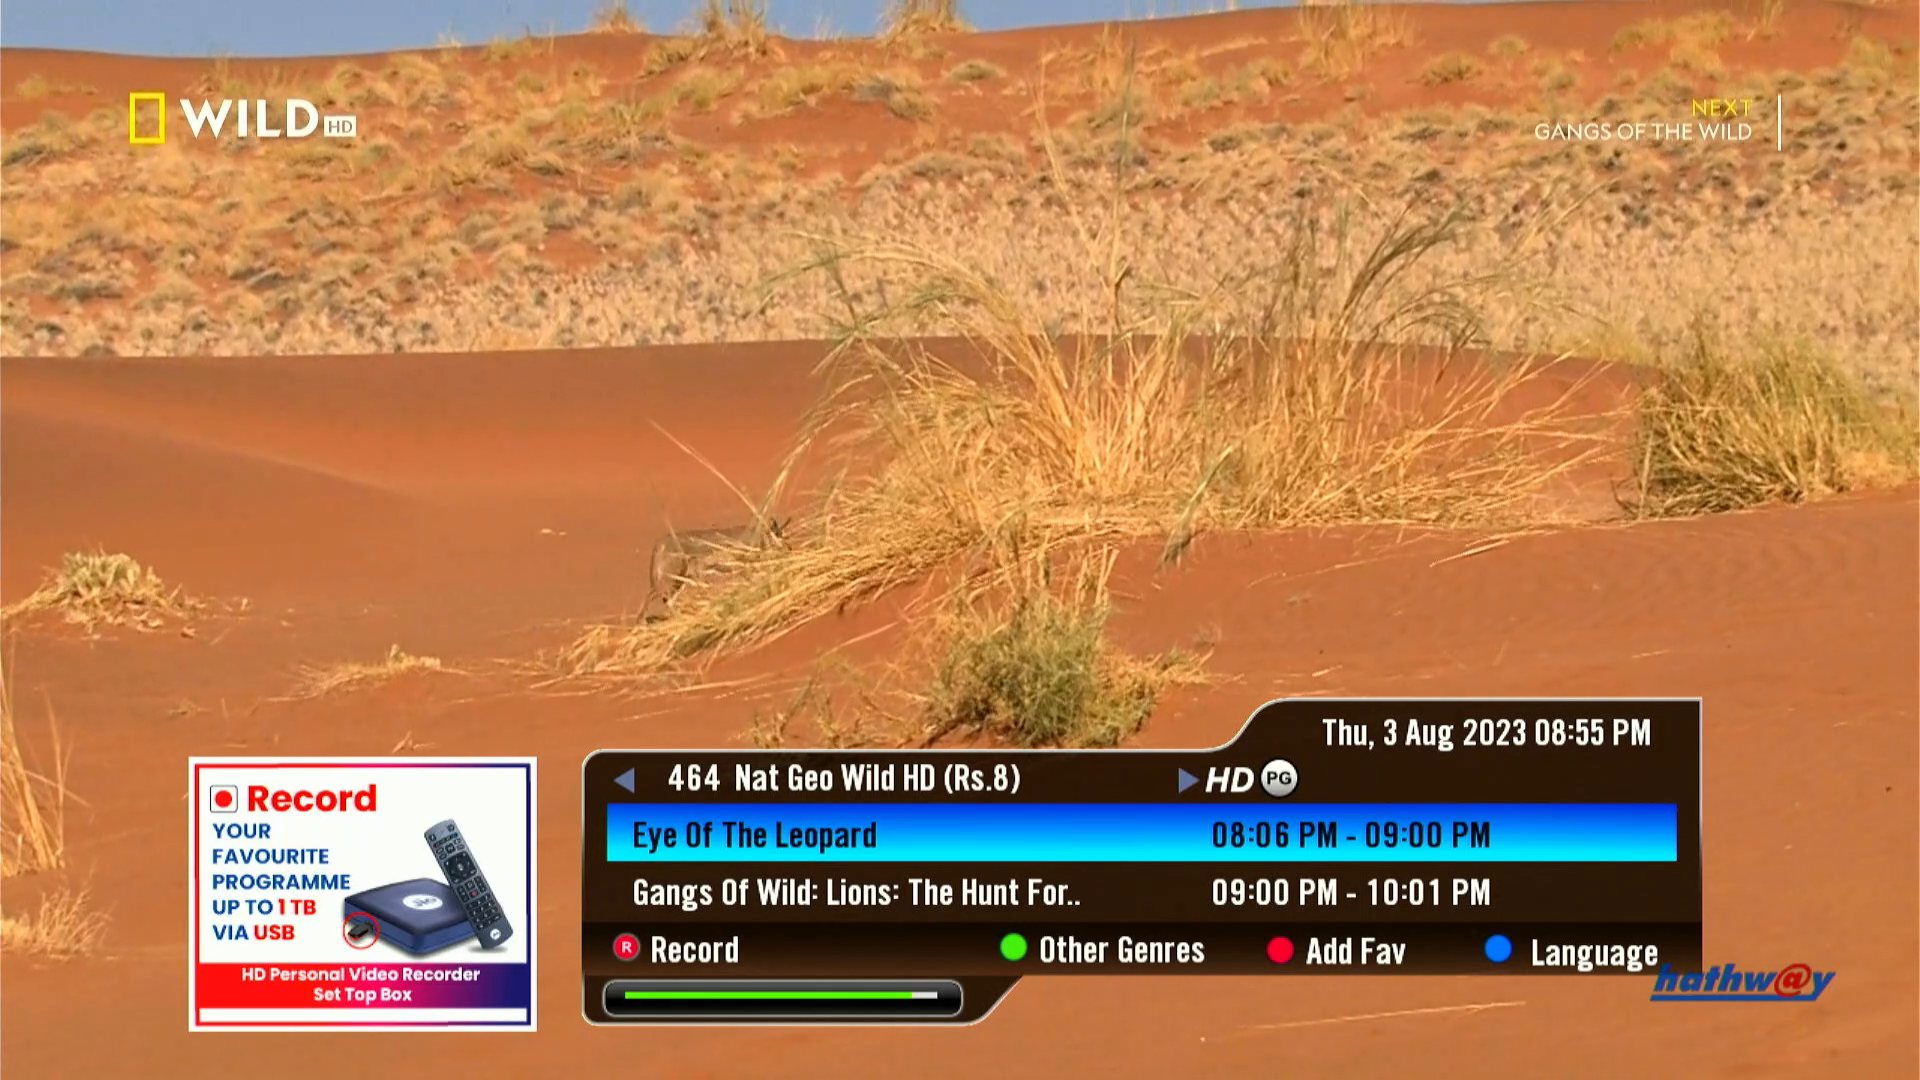 WILD HD
NEXT
GANGS OF THE WILD
Thu, 3 Aug 2023 08:55 PM
464 Nat Geo Wild HD (Rs.8) HD PG
Eye Of The Leopard 08:06 PM - 09:00 PM
Gangs Of Wild: Lions: The Hunt For.. 09:00 PM - 10:01 PM
R Record Other Genres Add Fav Language
hathw@y
Record
YOUR
FAVOURITE
PROGRAMME
UP TO 1 TB
VIA USB
HD Personal Video Recorder
Set Top Box